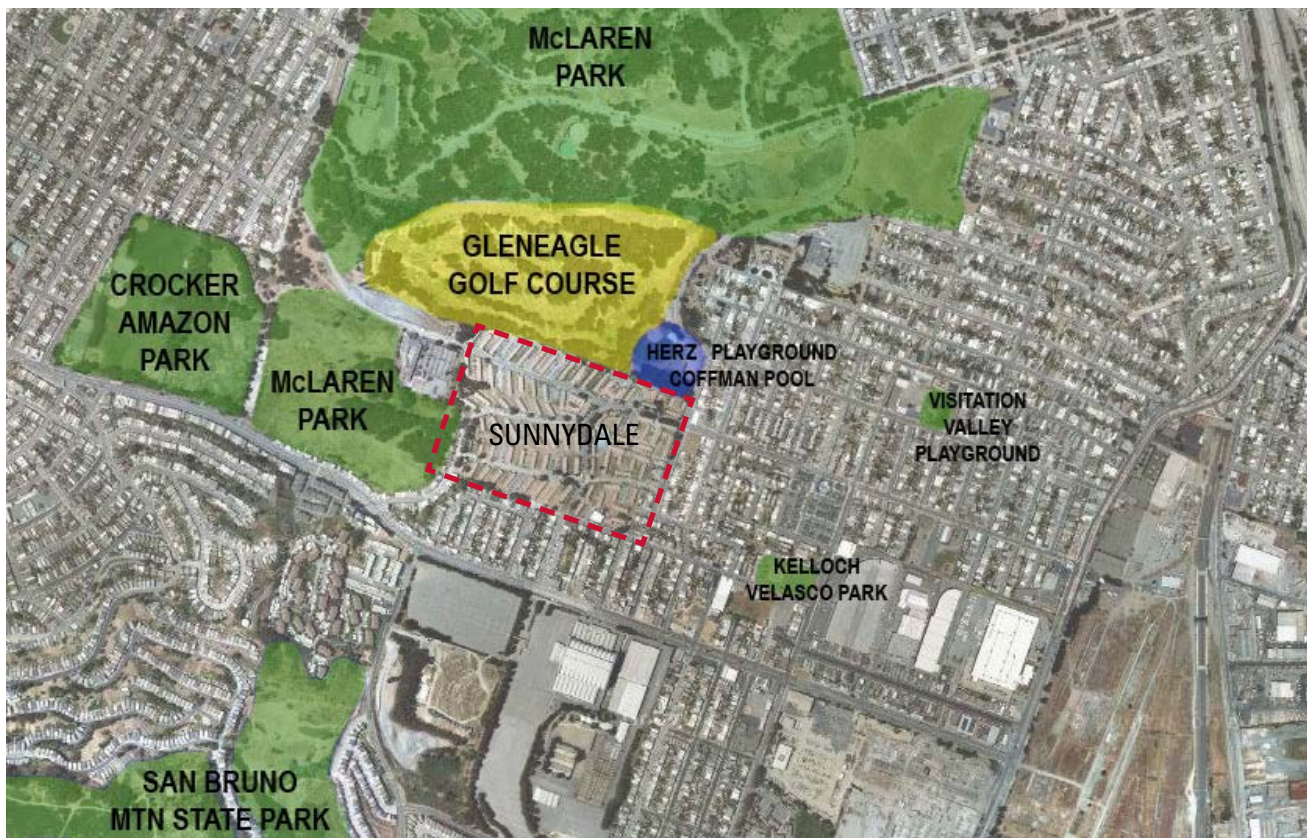 McLAREN
PARK
GLENEAGLE
GOLF COURSE
CROCKER
AMAZON
PARK
McLAREN
PARK
HERZ PLAYGROUND
COFFMAN POOL
SUNNYDALE
VISITATION
VALLEY
PLAYGROUND
KELLOCH
VELASCO PARK
SAN BRUNO
MTN STATE PARK